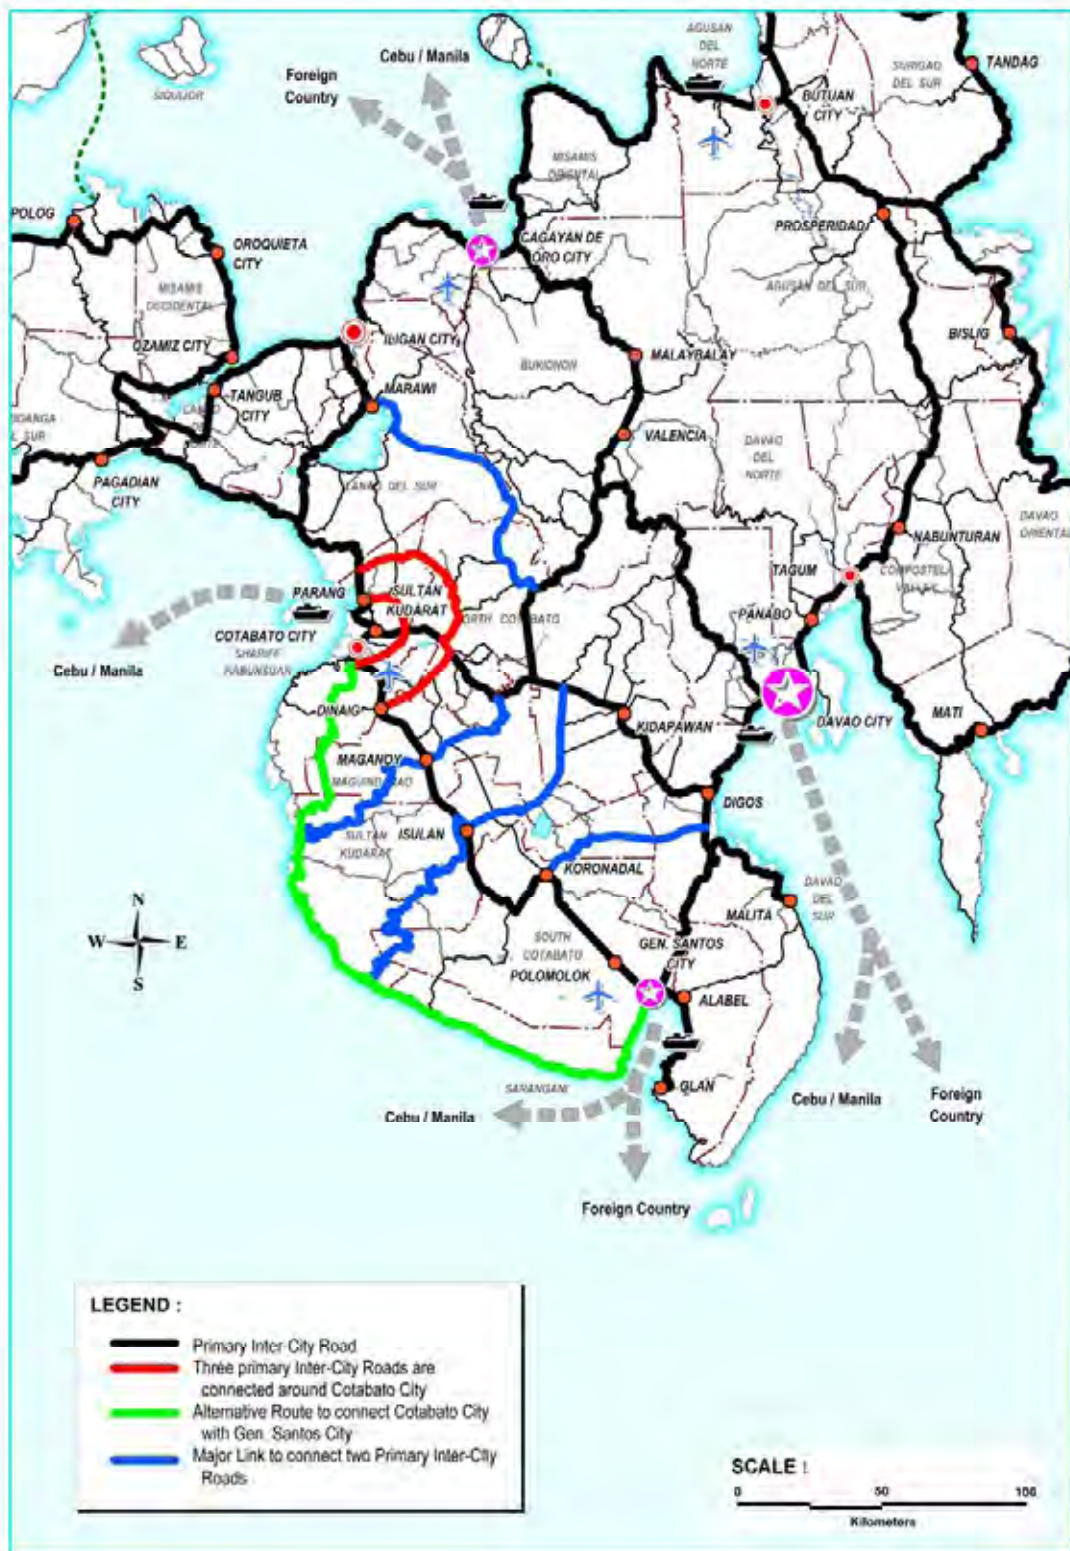 Cebu / Manila
Foreign
Country
SIQUIJOR
AGUSAN
DEL
NORTE
SURIGAO
DEL SUR
TANDAG
BUTUAN
CITY
MISAMIS
ORIENTAL
POLOG
OROQUIETA
CITY
CAGAYAN DE
ORO CITY
PROSPERIDAD
MISAMIS
OCCIDENTAL
AGUSAN DEL SUR
OZAMIZ CITY
ILIGAN CITY
BUKIDNON
MALAYBALAY
BISLIG
TANGUB
CITY
MARAWI
VALENCIA
DAVAO
DEL
NORTE
PAGADIAN
CITY
LANAO DEL SUR
NABUNTURAN
DAVAO
ORIENTAL
TAGUM
COMPOSTELA
VALLEY
PARANG
SULTAN
KUDARAT
NORTH COTABATO
PANABO
COTABATO CITY
SHARIFF
KABUNSUAN
Cebu / Manila
DINAIG
KIDAPAWAN
DAVAO CITY
MATI
MAGANOY
MAGUINDANAO
DIGOS
ISULAN
SULTAN
KUDARAT
KORONADAL
DAVAO
DEL
SUR
MALITA
N
W E
S
SOUTH
COTABATO
GEN. SANTOS
CITY
POLOMOLOK
ALABEL
SARANGANI
GLAN
Cebu / Manila
Cebu / Manila
Foreign
Country
Foreign Country
LEGEND :
Primary Inter-City Road
Three primary Inter-City Roads are
connected around Cotabato City
Alternative Route to connect Cotabato City
with Gen. Santos City
Major Link to connect two Primary Inter-City
Roads
SCALE :
0 50 100
Kilometers